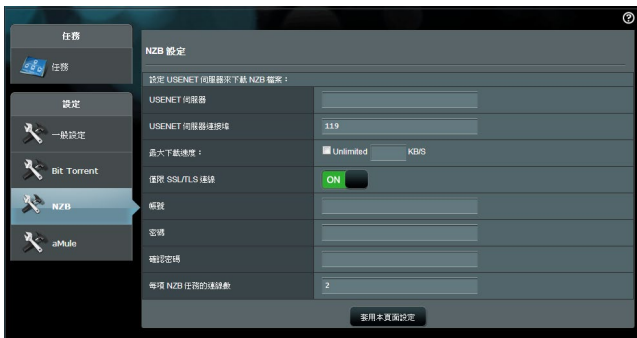 任務
任務
設定
一般設定
Bit Torrent
NZB
aMule
NZB 設定
設定 USENET 伺服器來下載 NZB 檔案：
USENET 伺服器
USENET 伺服器連接埠 119
最大下載速度： Unlimited KB/S
僅限 SSL/TLS 連線 ON
帳號
密碼
確認密碼
每項 NZB 任務的連線數 2
套用本頁面設定